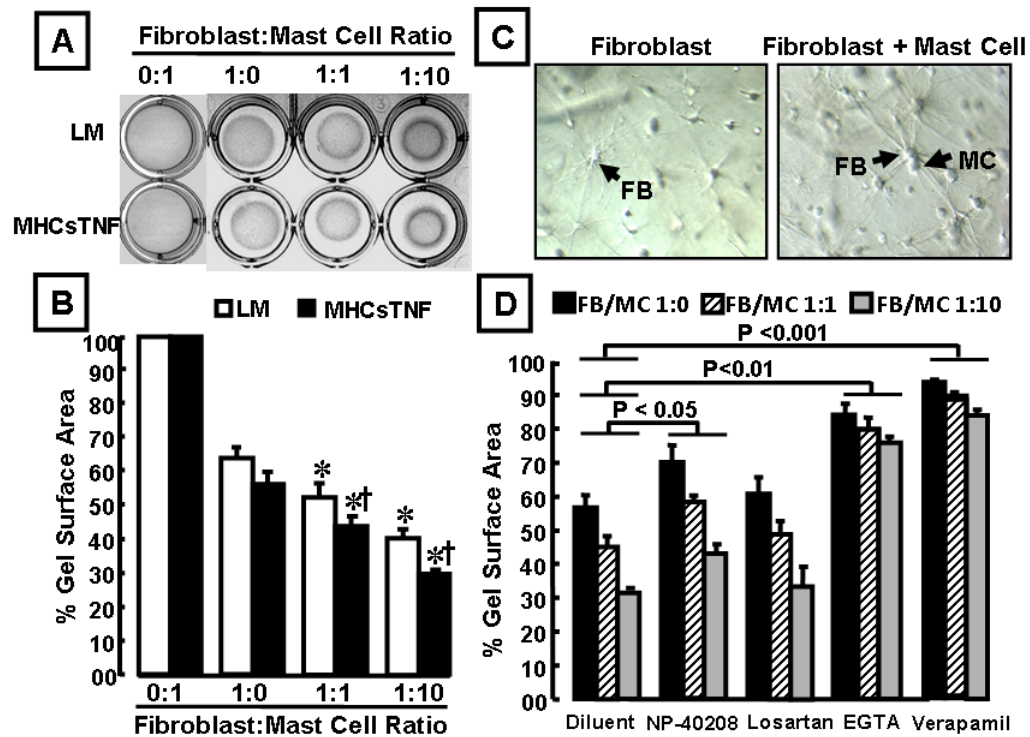 A
Fibroblast:Mast Cell Ratio
0:1 1:0 1:1 1:10
LM
MHCsTNF
C
Fibroblast
Fibroblast + Mast Cell
FB
FB
MC
B
LM MHCsTNF
% Gel Surface Area
100
90
80
70
60
50
40
30
20
10
00
*
*†
*
*†
0:1 1:0 1:1 1:10
Fibroblast:Mast Cell Ratio
D
FB/MC 1:0 FB/MC 1:1 FB/MC 1:10
P <0.001
P<0.01
P < 0.05
% Gel Surface Area
100
90
80
70
60
50
40
30
20
10
00
Diluent NP-40208 Losartan EGTA Verapamil